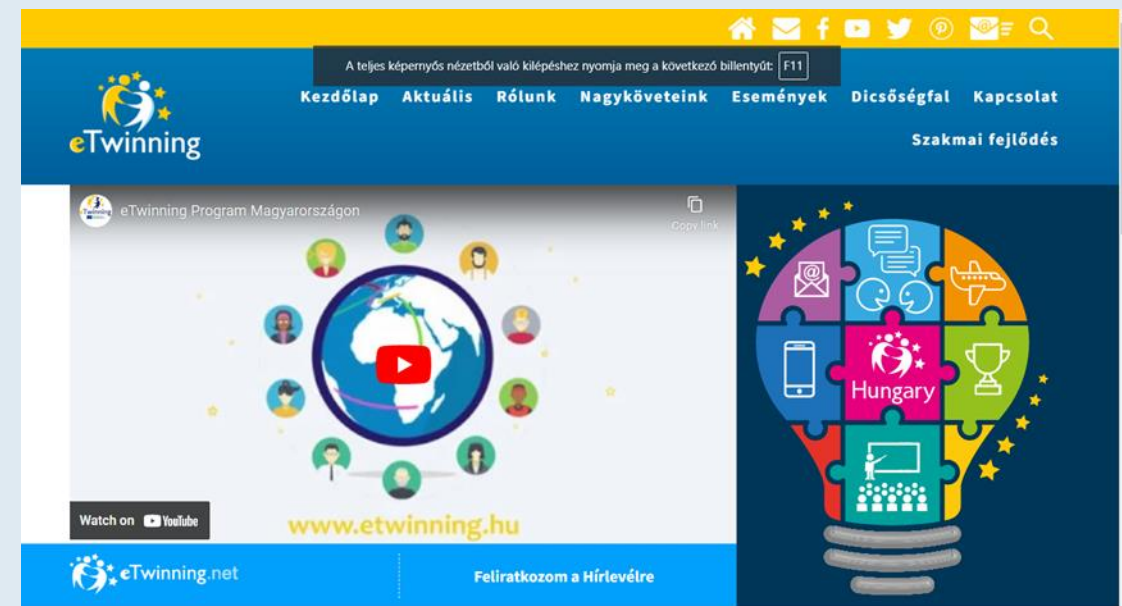 A teljes képernyős nézetből való kilépéshez nyomja meg a következő billentyűt: F11
eTwinning
Kezdőlap Aktuális Rólunk Nagyköveteink Események Dicsőségfal Kapcsolat
Szakmai fejlődés
eTwinning Program Magyarországon
Copy link
Hungary
www.etwinning.hu
Watch on YouTube
eTwinning.net
Feliratkozom a Hírlevélre